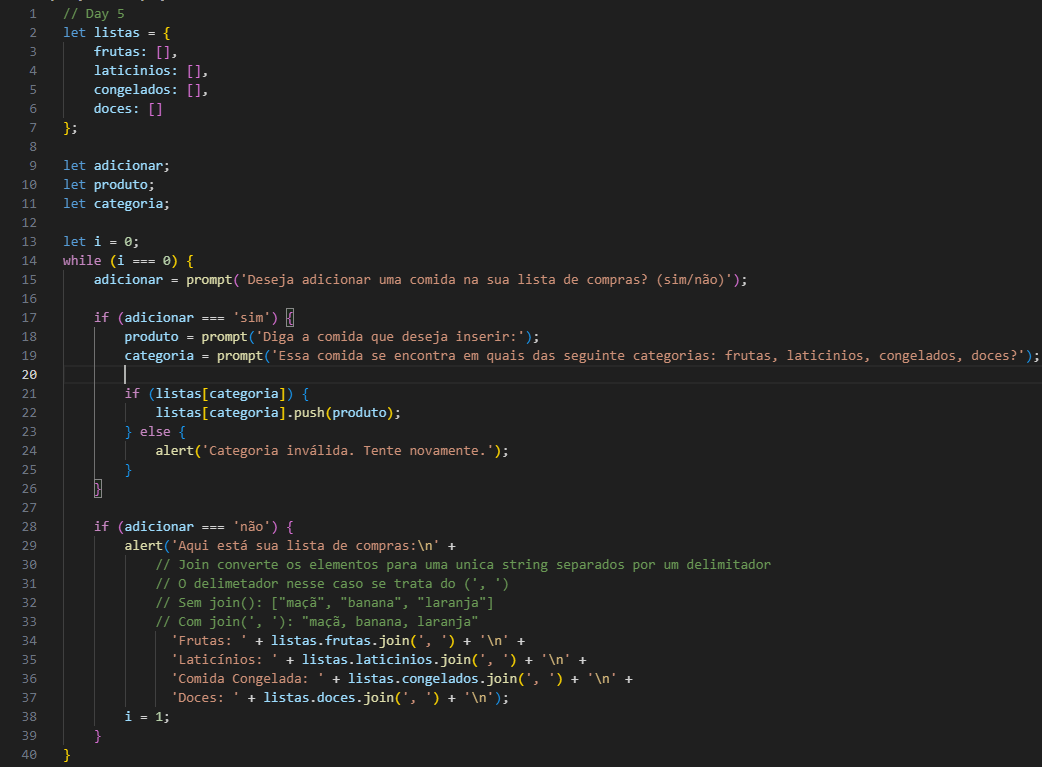 1 // Day 5
2 let listas = {
3     frutas: [],
4     laticinios: [],
5     congelados: [],
6     doces: []
7 };
8
9 let adicionar;
10 let produto;
11 let categoria;
12
13 let i = 0;
14 while (i === 0) {
15     adicionar = prompt('Deseja adicionar uma comida na sua lista de compras? (sim/não)');
16
17     if (adicionar === 'sim') {
18         produto = prompt('Diga a comida que deseja inserir:');
19         categoria = prompt('Essa comida se encontra em quais das seguinte categorias: frutas, laticinios, congelados, doces?');
20
21         if (listas[categoria]) {
22             listas[categoria].push(produto);
23         } else {
24             alert('Categoria inválida. Tente novamente.');
25         }
26     }
27
28     if (adicionar === 'não') {
29         alert('Aqui está sua lista de compras:\n' +
30             // Join converte os elementos para uma unica string separados por um delimitador
31             // O delimetador nesse caso se trata do (', ')
32             // Sem join(): ["maçã", "banana", "laranja"]
33             // Com join(', '): "maçã, banana, laranja"
34               'Frutas: ' + listas.frutas.join(', ') + '\n' +
35               'Laticínios: ' + listas.laticinios.join(', ') + '\n' +
36               'Comida Congelada: ' + listas.congelados.join(', ') + '\n' +
37               'Doces: ' + listas.doces.join(', ') + '\n');
38         i = 1;
39     }
40 }